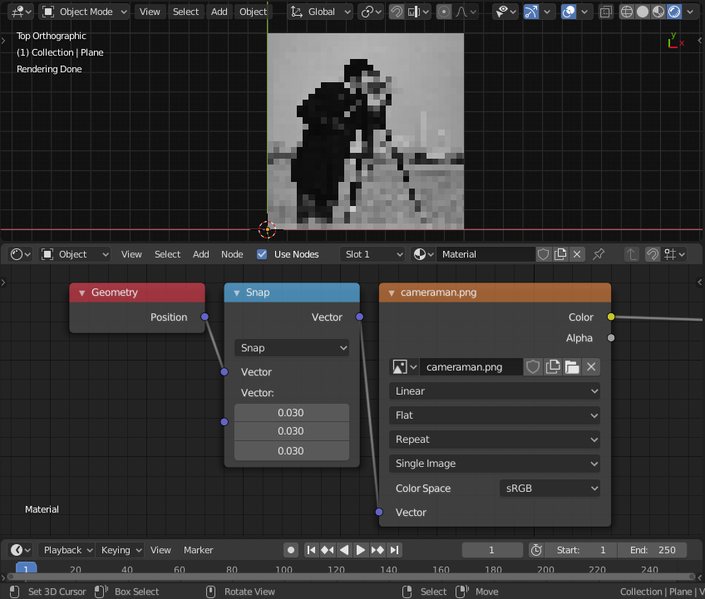 Object Mode View Select Add Object Global
Top Orthographic
(1) Collection | Plane
Rendering Done
y
x
Object View Select Add Node Use Nodes Slot 1 Material
Geometry
Position
Snap
Vector
Snap
Vector
Vector:
0.030
0.030
0.030
cameraman.png
Color
Alpha
cameraman.png
Linear
Flat
Repeat
Single Image
Color Space sRGB
Vector
Material
Playback Keying View Marker 1 Start: 1 End: 250
1 20 40 60 80 100 120 140 160 180 200 220 240
Set 3D Cursor Box Select Rotate View Select Move Collection | Plane | V